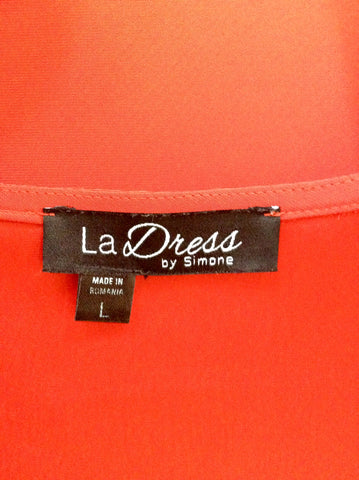 La Dress
by Simone
MADE IN
ROMANIA
L